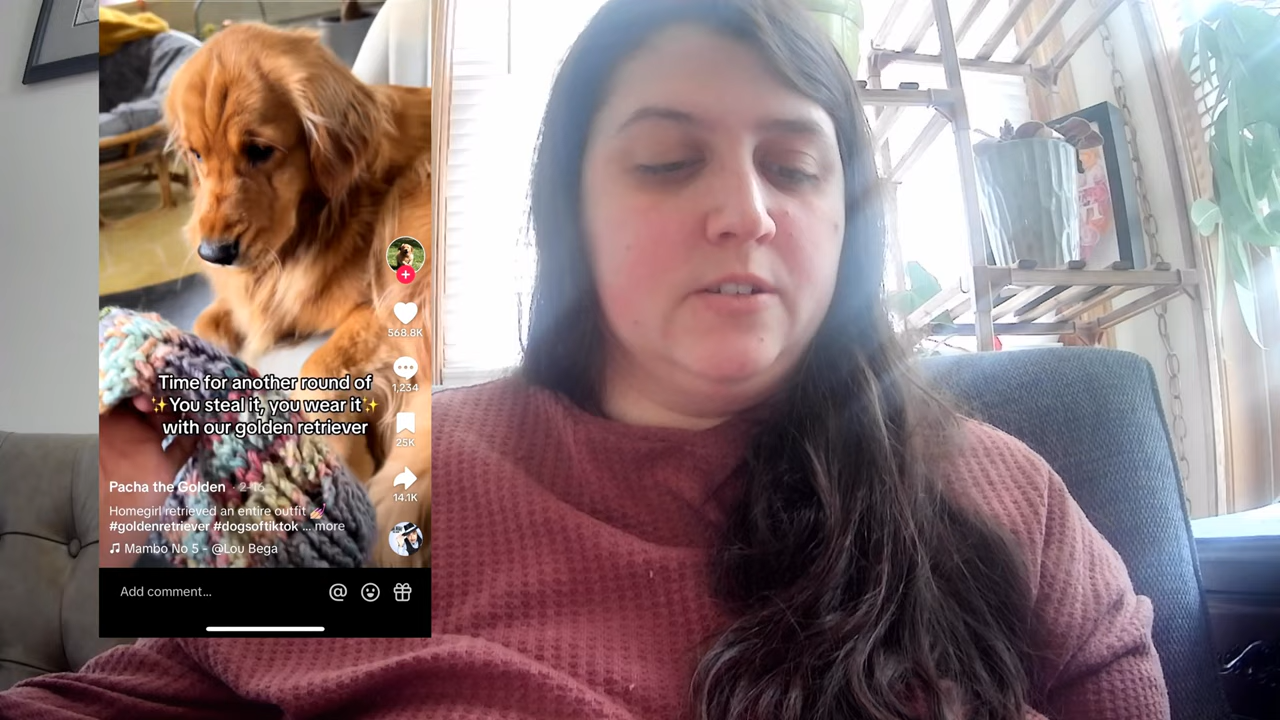 568.8K
1,234
25K
14.1K
Time for another round of
✨You steal it, you wear it✨
with our golden retriever
Pacha the Golden · 2-16
Homegirl retrieved an entire outfit 💅
#goldenretriever #dogsoftiktok ... more
♫ Mambo No 5 - @Lou Bega
Add comment...